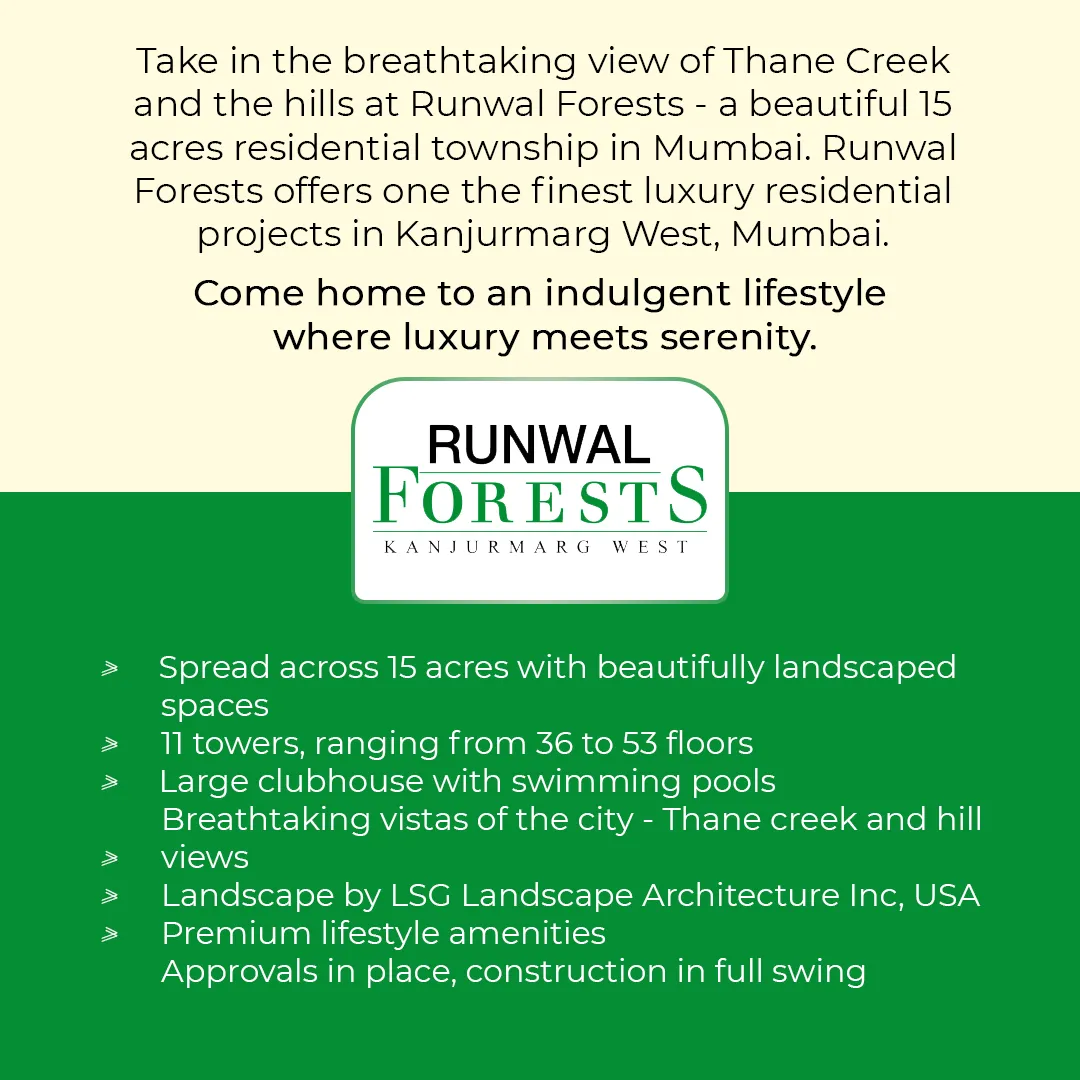 Take in the breathtaking view of Thane Creek
and the hills at Runwal Forests - a beautiful 15
acres residential township in Mumbai. Runwal
Forests offers one the finest luxury residential
projects in Kanjurmarg West, Mumbai.
Come home to an indulgent lifestyle
where luxury meets serenity.
RUNWAL
FORESTS
KANJURMARG WEST
Spread across 15 acres with beautifully landscaped
spaces
11 towers, ranging from 36 to 53 floors
Large clubhouse with swimming pools
Breathtaking vistas of the city - Thane creek and hill
views
Landscape by LSG Landscape Architecture Inc, USA
Premium lifestyle amenities
Approvals in place, construction in full swing